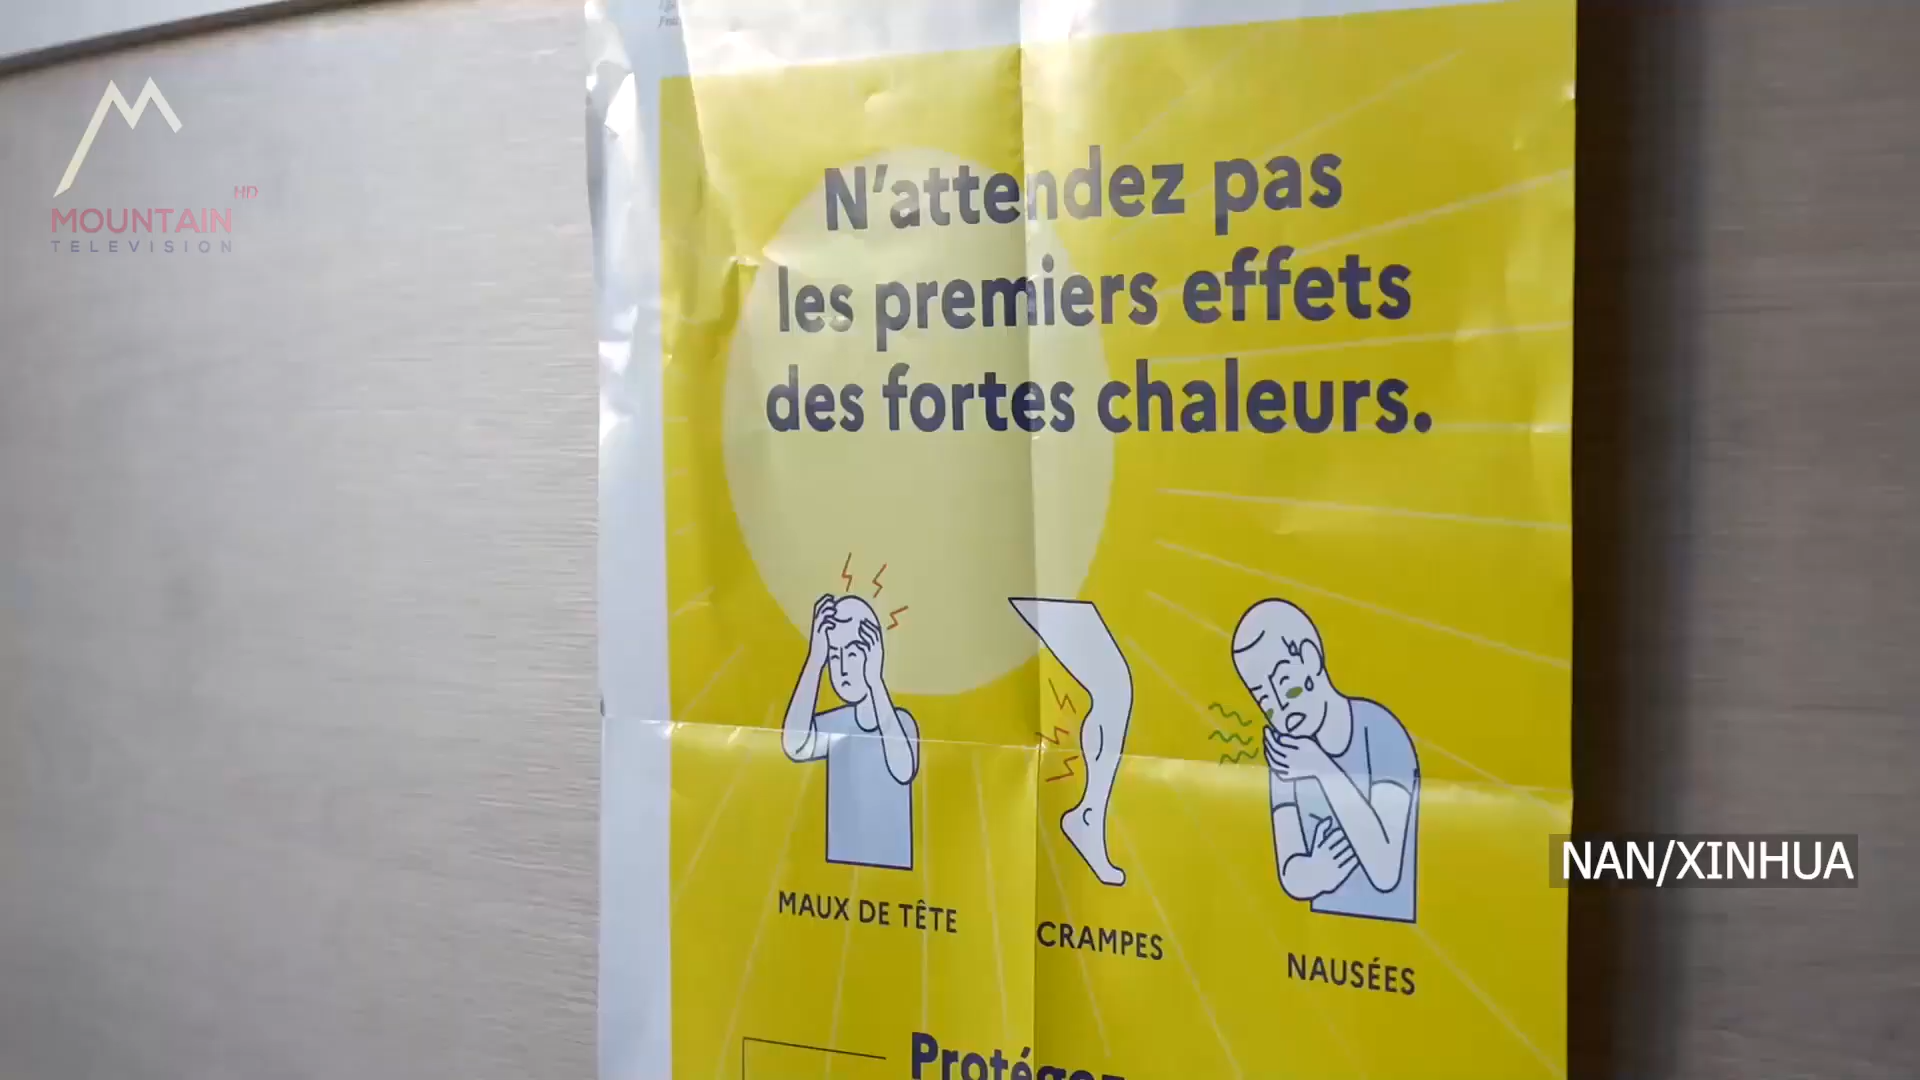 HD
MOUNTAIN
TELEVISION
N'attendez pas
les premiers effets
des fortes chaleurs.
MAUX DE TÊTE
CRAMPES
NAUSÉES
NAN/XINHUA